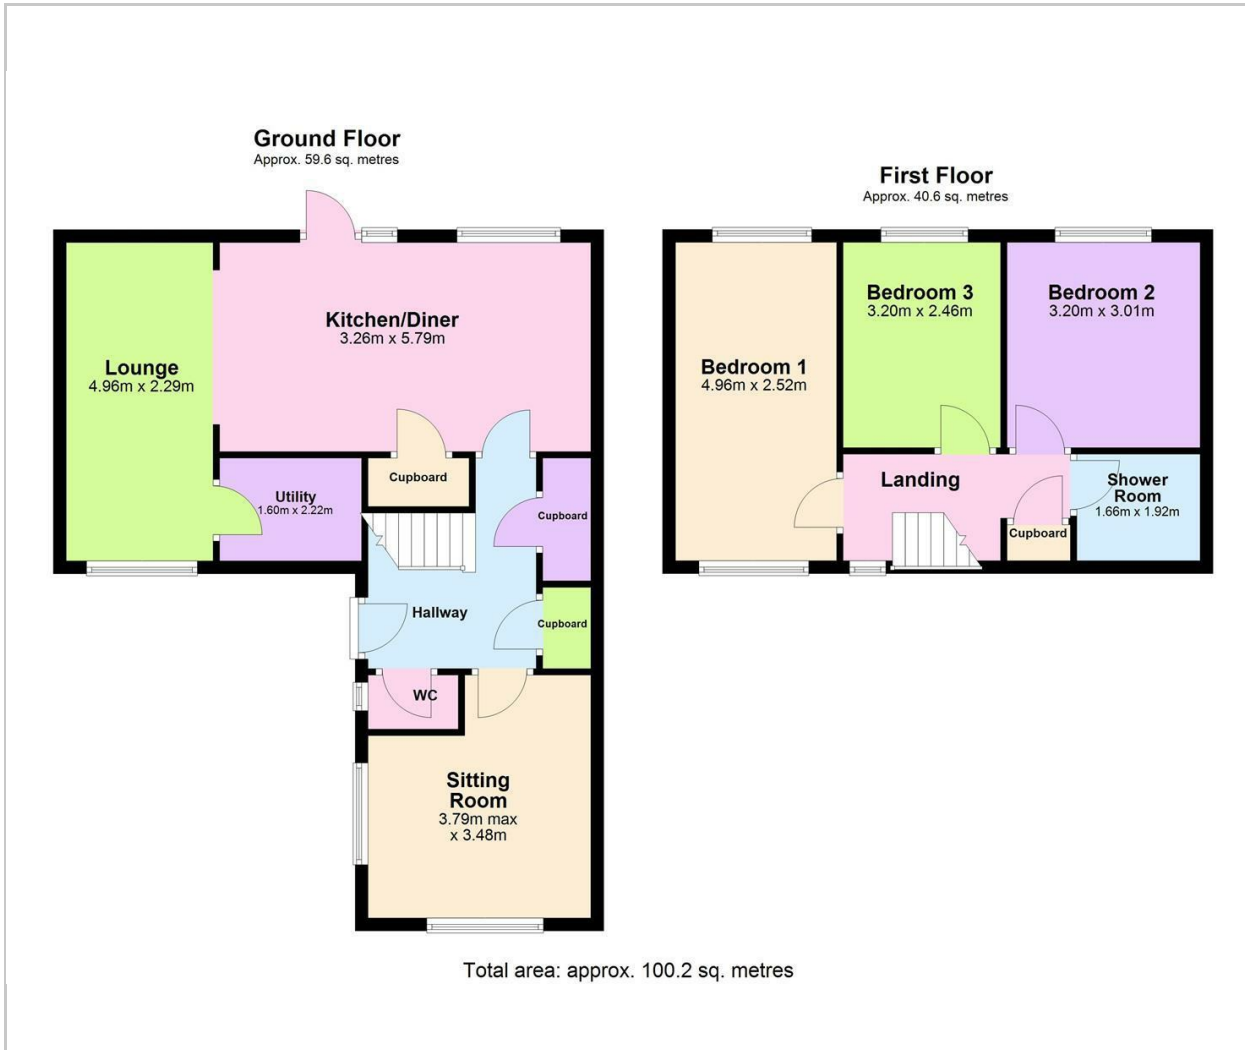 Ground Floor
Approx. 59.6 sq. metres
Kitchen/Diner
3.26m x 5.79m
Lounge
4.96m x 2.29m
Cupboard
Utility
1.60m x 2.22m
Cupboard
Hallway
Cupboard
WC
Sitting
Room
3.79m max
x 3.48m
First Floor
Approx. 40.6 sq. metres
Bedroom 3
3.20m x 2.46m
Bedroom 2
3.20m x 3.01m
Bedroom 1
4.96m x 2.52m
Landing
Shower
Room
1.66m x 1.92m
Cupboard
Total area: approx. 100.2 sq. metres